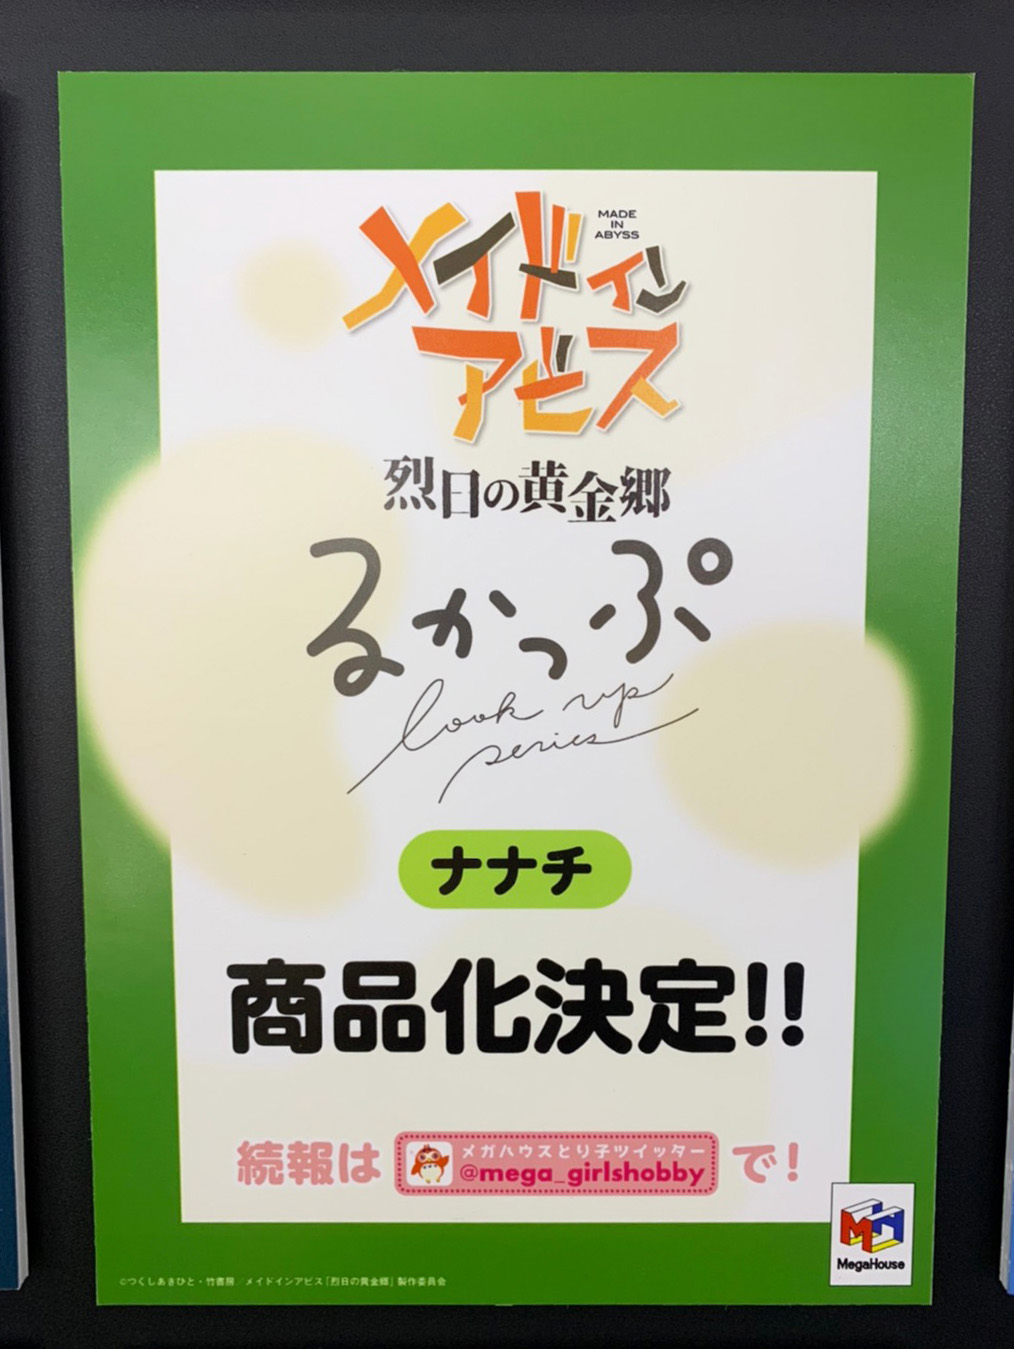 メイドイン
MADE
IN
ABYSS
アビス
烈日の黄金郷
るかっぷ
look up
series
ナナチ
商品化決定!!
続報は
メガハウスとり子ツイッター
@mega_girlshobby
で!
MegaHouse
©つくしあきひと・竹書房／メイドインアビス「烈日の黄金郷」製作委員会